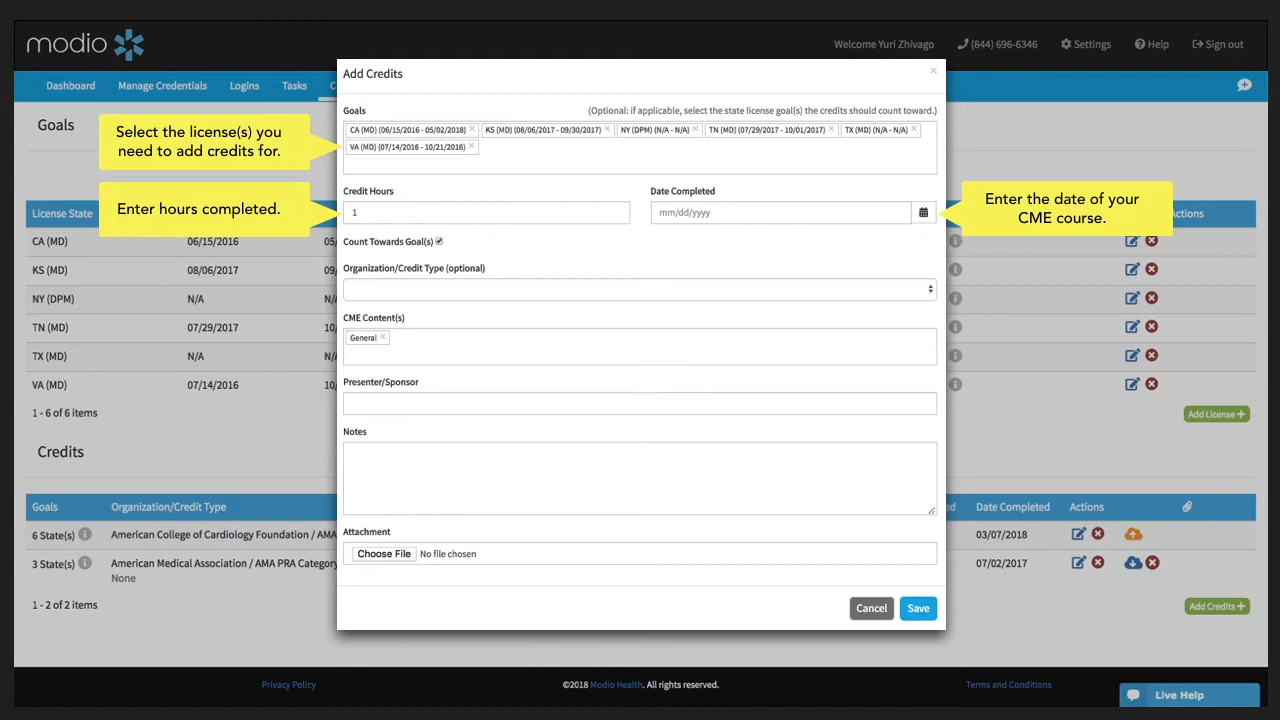 modio
Welcome Yuri Zhivago
(844) 696-6346
Settings
Help
Sign out
Dashboard
Manage Credentials
Logins
Tasks
C
Add Credits
×
Goals
Goals
(Optional: if applicable, select the state license goal(s) the credits should count toward.)
CA (MD) (06/15/2016 - 05/02/2018) ×
KS (MD) (08/06/2017 - 09/30/2017) ×
NY (DPM) (N/A - N/A) ×
TN (MD) (07/29/2017 - 10/01/2017) ×
TX (MD) (N/A - N/A) ×
VA (MD) (07/14/2016 - 10/21/2016) ×
Select the license(s) you
need to add credits for.
Credit Hours
Date Completed
Enter hours completed.
1
mm/dd/yyyy
Enter the date of your
CME course.
License State
ctions
CA (MD) 06/15/2016 05/
KS (MD) 08/06/2017 09/
NY (DPM) N/A N/
TN (MD) 07/29/2017 10/
TX (MD) N/A N/
VA (MD) 07/14/2016 10/
1 - 6 of 6 items
Add License +
Count Towards Goal(s)
Organization/Credit Type (optional)
CME Content(s)
General ×
Presenter/Sponsor
Notes
Attachment
Choose File No file chosen
Cancel
Save
Credits
Goals
Organization/Credit Type
ed
Date Completed
Actions
6 State(s)
American College of Cardiology Foundation / AMA
03/07/2018
3 State(s)
American Medical Association / AMA PRA Category
None
07/02/2017
1 - 2 of 2 items
Add Credits +
Privacy Policy
©2018 Modio Health. All rights reserved.
Terms and Conditions
Live Help